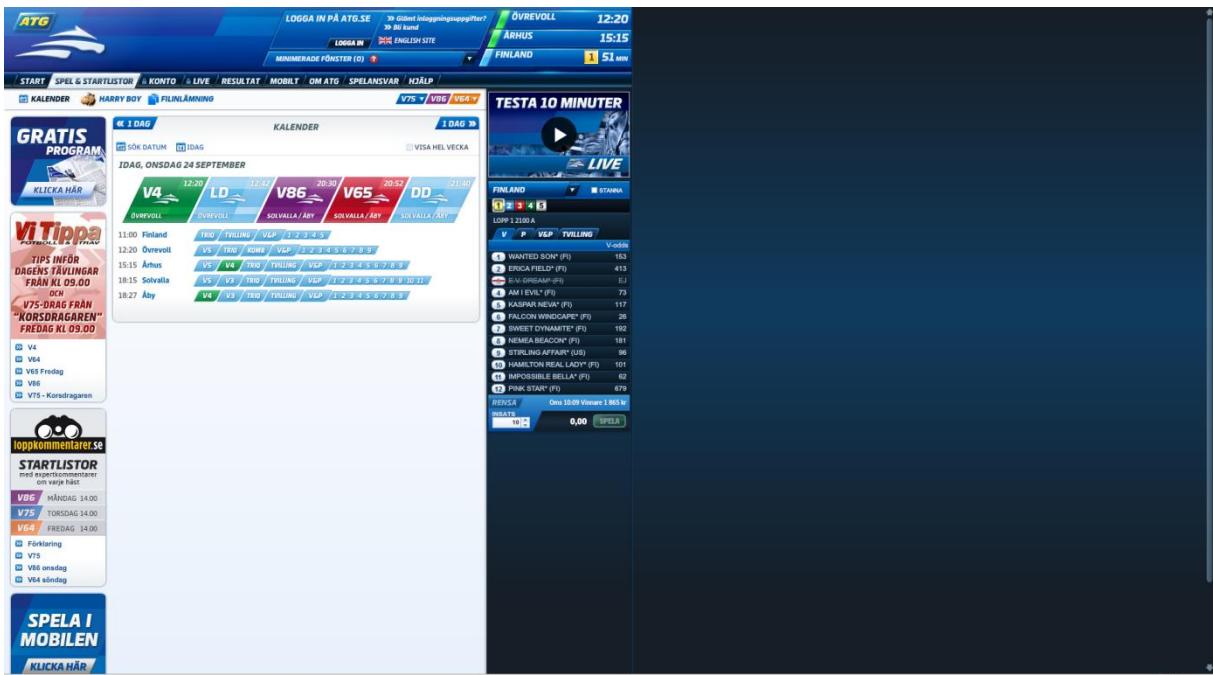 ATG
LOGGA IN PÅ ATG.SE
Glömt inloggningsuppgifter?
Bli kund
LOGGA IN
ENGLISH SITE
MINIMERADE FÖNSTER (0)
ÖVREVOLL 12:20
ÅRHUS 15:15
FINLAND 1 51 MIN
START SPEL & STARTLISTOR KONTO LIVE RESULTAT MOBILT OM ATG SPELANSVAR HJÄLP
KALENDER HARRY BOY FILINLÄMNING
V75 V86 V64
GRATIS
PROGRAM
KLICKA HÄR
Vi Tippa
FOTBOLL & TRAV
TIPS INFÖR
DAGENS TÄVLINGAR
FRÅN KL 09.00
OCH
V75-DRAG FRÅN
"KORSDRAGAREN"
FREDAG KL 09.00
V4
V64
V65 Fredag
V86
V75 - Korsdragaren
loppkommentarer.se
STARTLISTOR
med expertkommentarer
om varje häst
V86 MÅNDAG 14.00
V75 TORSDAG 14.00
V64 FREDAG 14.00
Förklaring
V75
V86 onsdag
V64 söndag
SPELA I
MOBILEN
KLICKA HÄR
1 DAG
KALENDER
1 DAG
SÖK DATUM IDAG
VISA HEL VECKA
IDAG, ONSDAG 24 SEPTEMBER
12:20 12:42 20:30 20:52 21:40
V4 LD V86 V65 DD
ÖVREVOLL ÖVREVOLL SOLVALLA / ÅBY SOLVALLA / ÅBY SOLVALLA / ÅBY
11:00 Finland TRIO TVILLING V&P 1 2 3 4 5
12:20 Övrevoll V5 TRIO KOMB V&P 1 2 3 4 5 6 7 8 9
15:15 Århus V5 V4 TRIO TVILLING V&P 1 2 3 4 5 6 7 8 9
18:15 Solvalla V5 V3 TRIO TVILLING V&P 1 2 3 4 5 6 7 8 9 10 11
18:27 Åby V4 V3 TRIO TVILLING V&P 1 2 3 4 5 6 7 8 9
TESTA 10 MINUTER
LIVE
FINLAND STANNA
1 2 3 4 5
LOPP 1 2100 A
V P V&P TVILLING
V-odds
1 WANTED SON* (FI) 153
2 ERICA FIELD* (FI) 413
E.V. DREAM* (FI) EJ
4 AM I EVIL* (FI) 73
5 KASPAR NEVA* (FI) 117
6 FALCON WINDCAPE* (FI) 26
7 SWEET DYNAMITE* (FI) 192
8 NEMEA BEACON* (FI) 181
9 STIRLING AFFAIR* (US) 96
10 HAMILTON REAL LADY* (FI) 101
11 IMPOSSIBLE BELLA* (FI) 62
12 PINK STAR* (FI) 679
RENSA Oms 10:09 Vinnare 1 865 kr
INSATS
10 0,00 SPELA